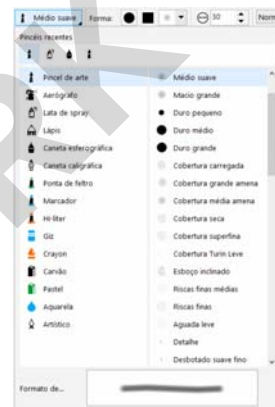 Médio suave Forma: 30 Norm
Pincéis recentes
Pincel de arte
Aerógrafo
Lata de spray
Lápis
Caneta esferográfica
Caneta caligráfica
Ponta de feltro
Marcador
Hi-liter
Giz
Crayon
Carvão
Pastel
Aquarela
Artístico
Médio suave
Macio grande
Duro pequeno
Duro médio
Duro grande
Cobertura carregada
Cobertura grande amena
Cobertura média amena
Cobertura seca
Cobertura superfina
Cobertura Turin Leve
Esboço inclinado
Riscas finas médias
Riscas finas
Aguada leve
Detalhe
Desbotado suave fino
Formato de...